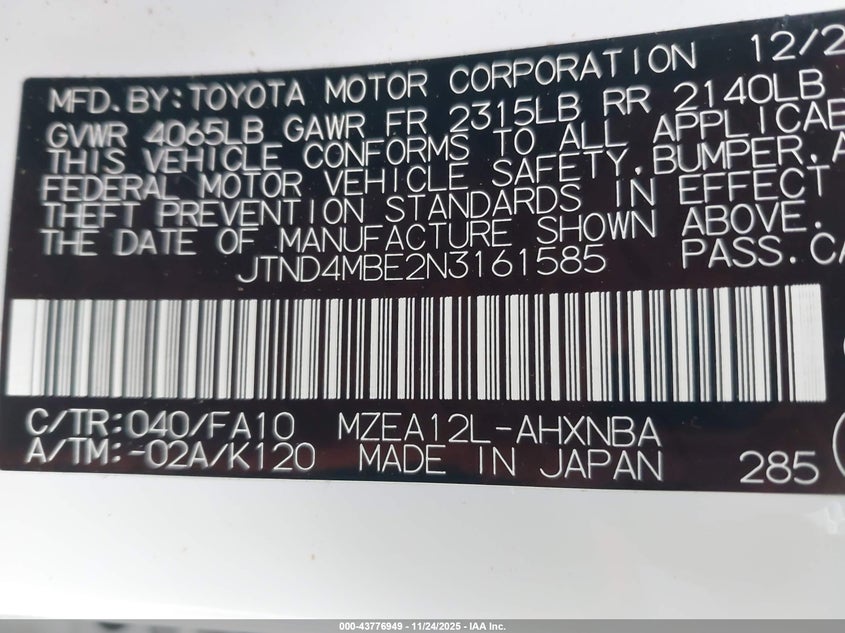 MFD.BY:TOYOTA MOTOR CORPORATION 12/2
GVWR 4065LB GAWR FR 2315LB RR 2140LB
THIS VEHICLE CONFORMS TO ALL APPLICAB
FEDERAL MOTOR VEHICLE SAFETY,BUMPER,A
THEFT PREVENTION STANDARDS IN EFFECT
THE DATE OF MANUFACTURE SHOWN ABOVE.
JTND4MBE2N3161585 PASS.CA
C/TR:040/FA10 MZEA12L-AHXNBA
A/TM:-02A/K120 MADE IN JAPAN 285
000-43776949 - 11/24/2025 - IAA Inc.